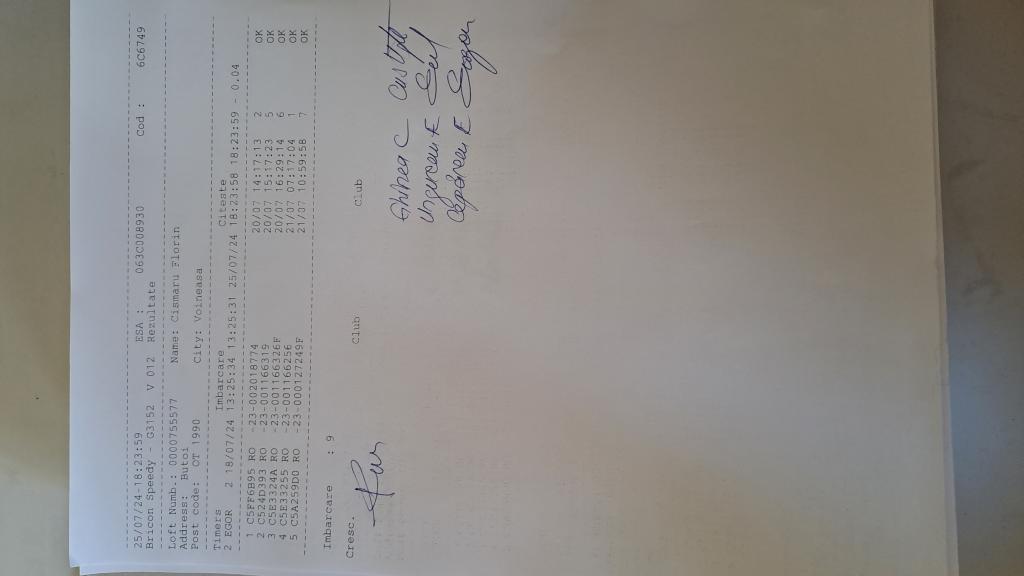 25/07/24-18:23:59 ESA : 063C008930 Cod : 6C6749
Bricon Speedy - G3152 V 012 Rezultate
Loft Numb.: 0000755577 Name: Cismaru Florin
Address: Butoi
Post code: OT 1990 City: Voineasa
Timers Imbarcare Citeste
2 EGOR 2 18/07/24 13:25:34 13:25:31 25/07/24 18:23:58 18:23:59 - 0.04
1 C5FF6B95 RO -23-002018774 20/07 14:17:13 2 OK
2 C524D393 RO -23-001166319 20/07 15:17:23 5 OK
3 C5E3324A RO -23-001166326F 20/07 16:29:14 6 OK
4 C5E33255 RO -23-001166256 21/07 07:17:04 1 OK
5 C5A259D0 RO -23-000127249F 21/07 10:59:58 7 OK
Imbarcare : 9
Cresc. Club Club